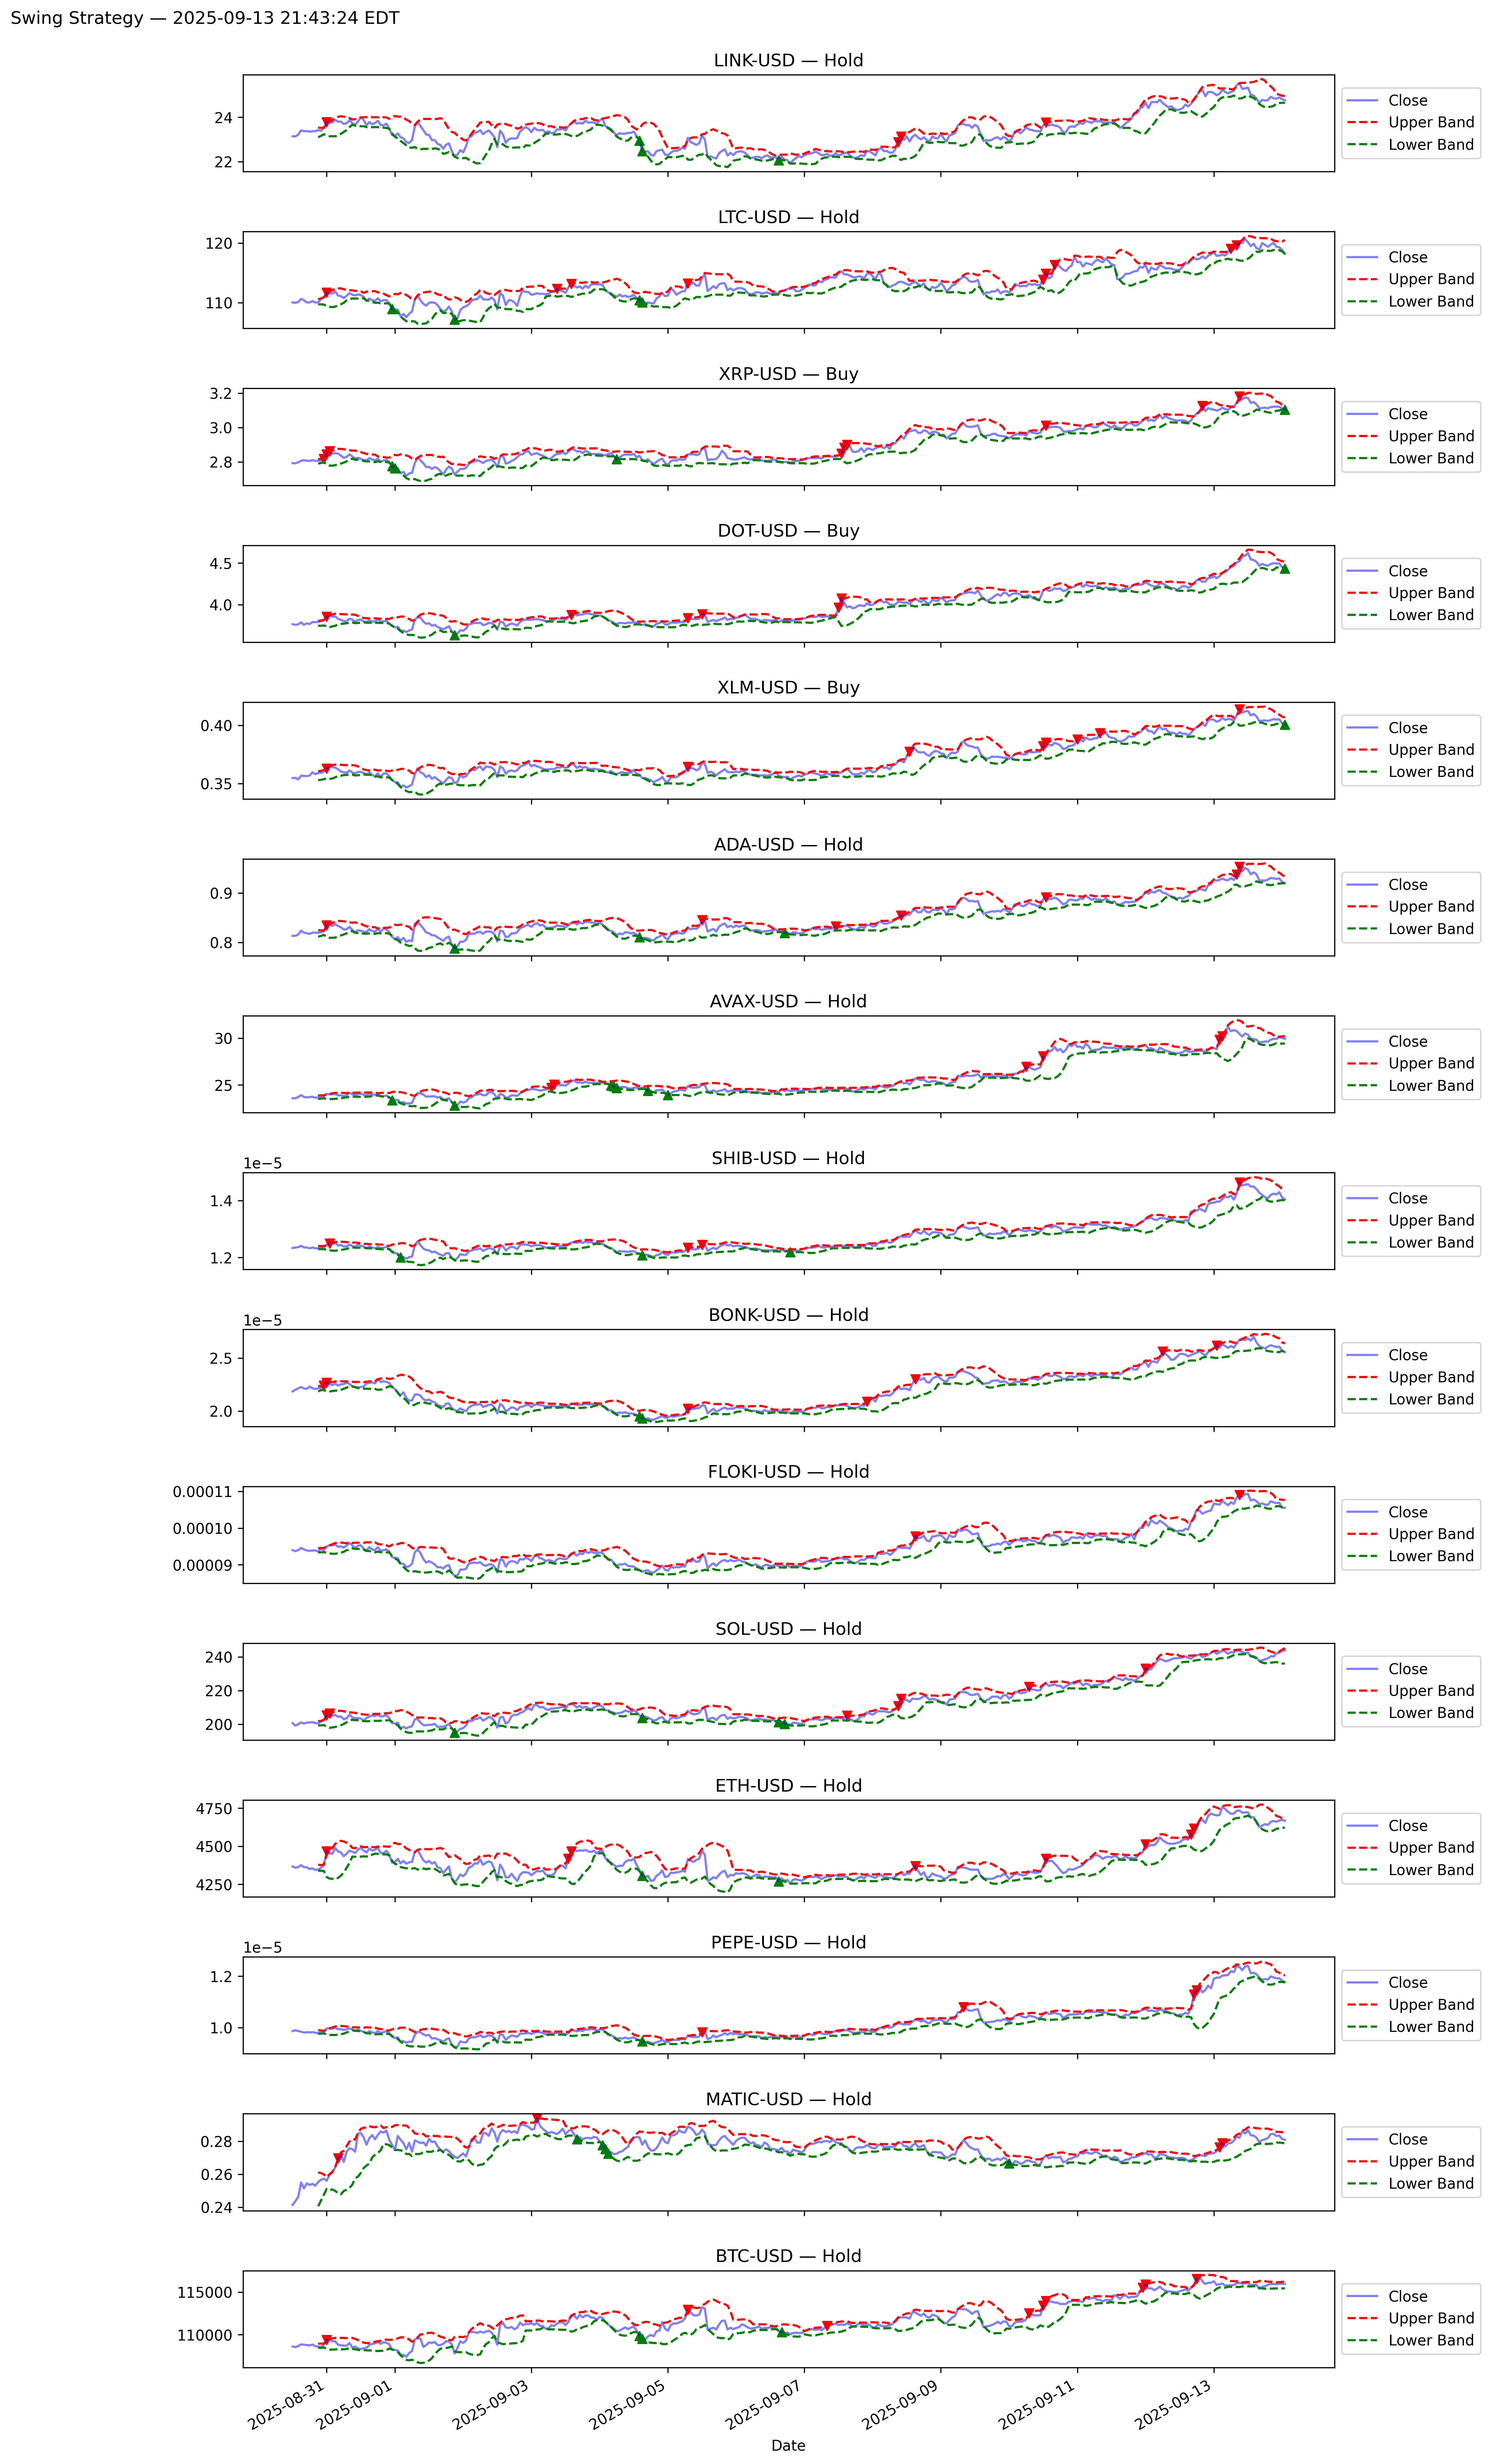 Swing Strategy — 2025-09-13 21:43:24 EDT
LINK-USD — Hold
24
22
Close
Upper Band
Lower Band
LTC-USD — Hold
120
110
Close
Upper Band
Lower Band
XRP-USD — Buy
3.2
3.0
2.8
Close
Upper Band
Lower Band
DOT-USD — Buy
4.5
4.0
Close
Upper Band
Lower Band
XLM-USD — Buy
0.40
0.35
Close
Upper Band
Lower Band
ADA-USD — Hold
0.9
0.8
Close
Upper Band
Lower Band
AVAX-USD — Hold
30
25
Close
Upper Band
Lower Band
SHIB-USD — Hold
1e−5
1.4
1.2
Close
Upper Band
Lower Band
BONK-USD — Hold
1e−5
2.5
2.0
Close
Upper Band
Lower Band
FLOKI-USD — Hold
0.00011
0.00010
0.00009
Close
Upper Band
Lower Band
SOL-USD — Hold
240
220
200
Close
Upper Band
Lower Band
ETH-USD — Hold
4750
4500
4250
Close
Upper Band
Lower Band
PEPE-USD — Hold
1e−5
1.2
1.0
Close
Upper Band
Lower Band
MATIC-USD — Hold
0.28
0.26
0.24
Close
Upper Band
Lower Band
BTC-USD — Hold
115000
110000
Close
Upper Band
Lower Band
2025-08-31
2025-09-01
2025-09-03
2025-09-05
2025-09-07
2025-09-09
2025-09-11
2025-09-13
Date